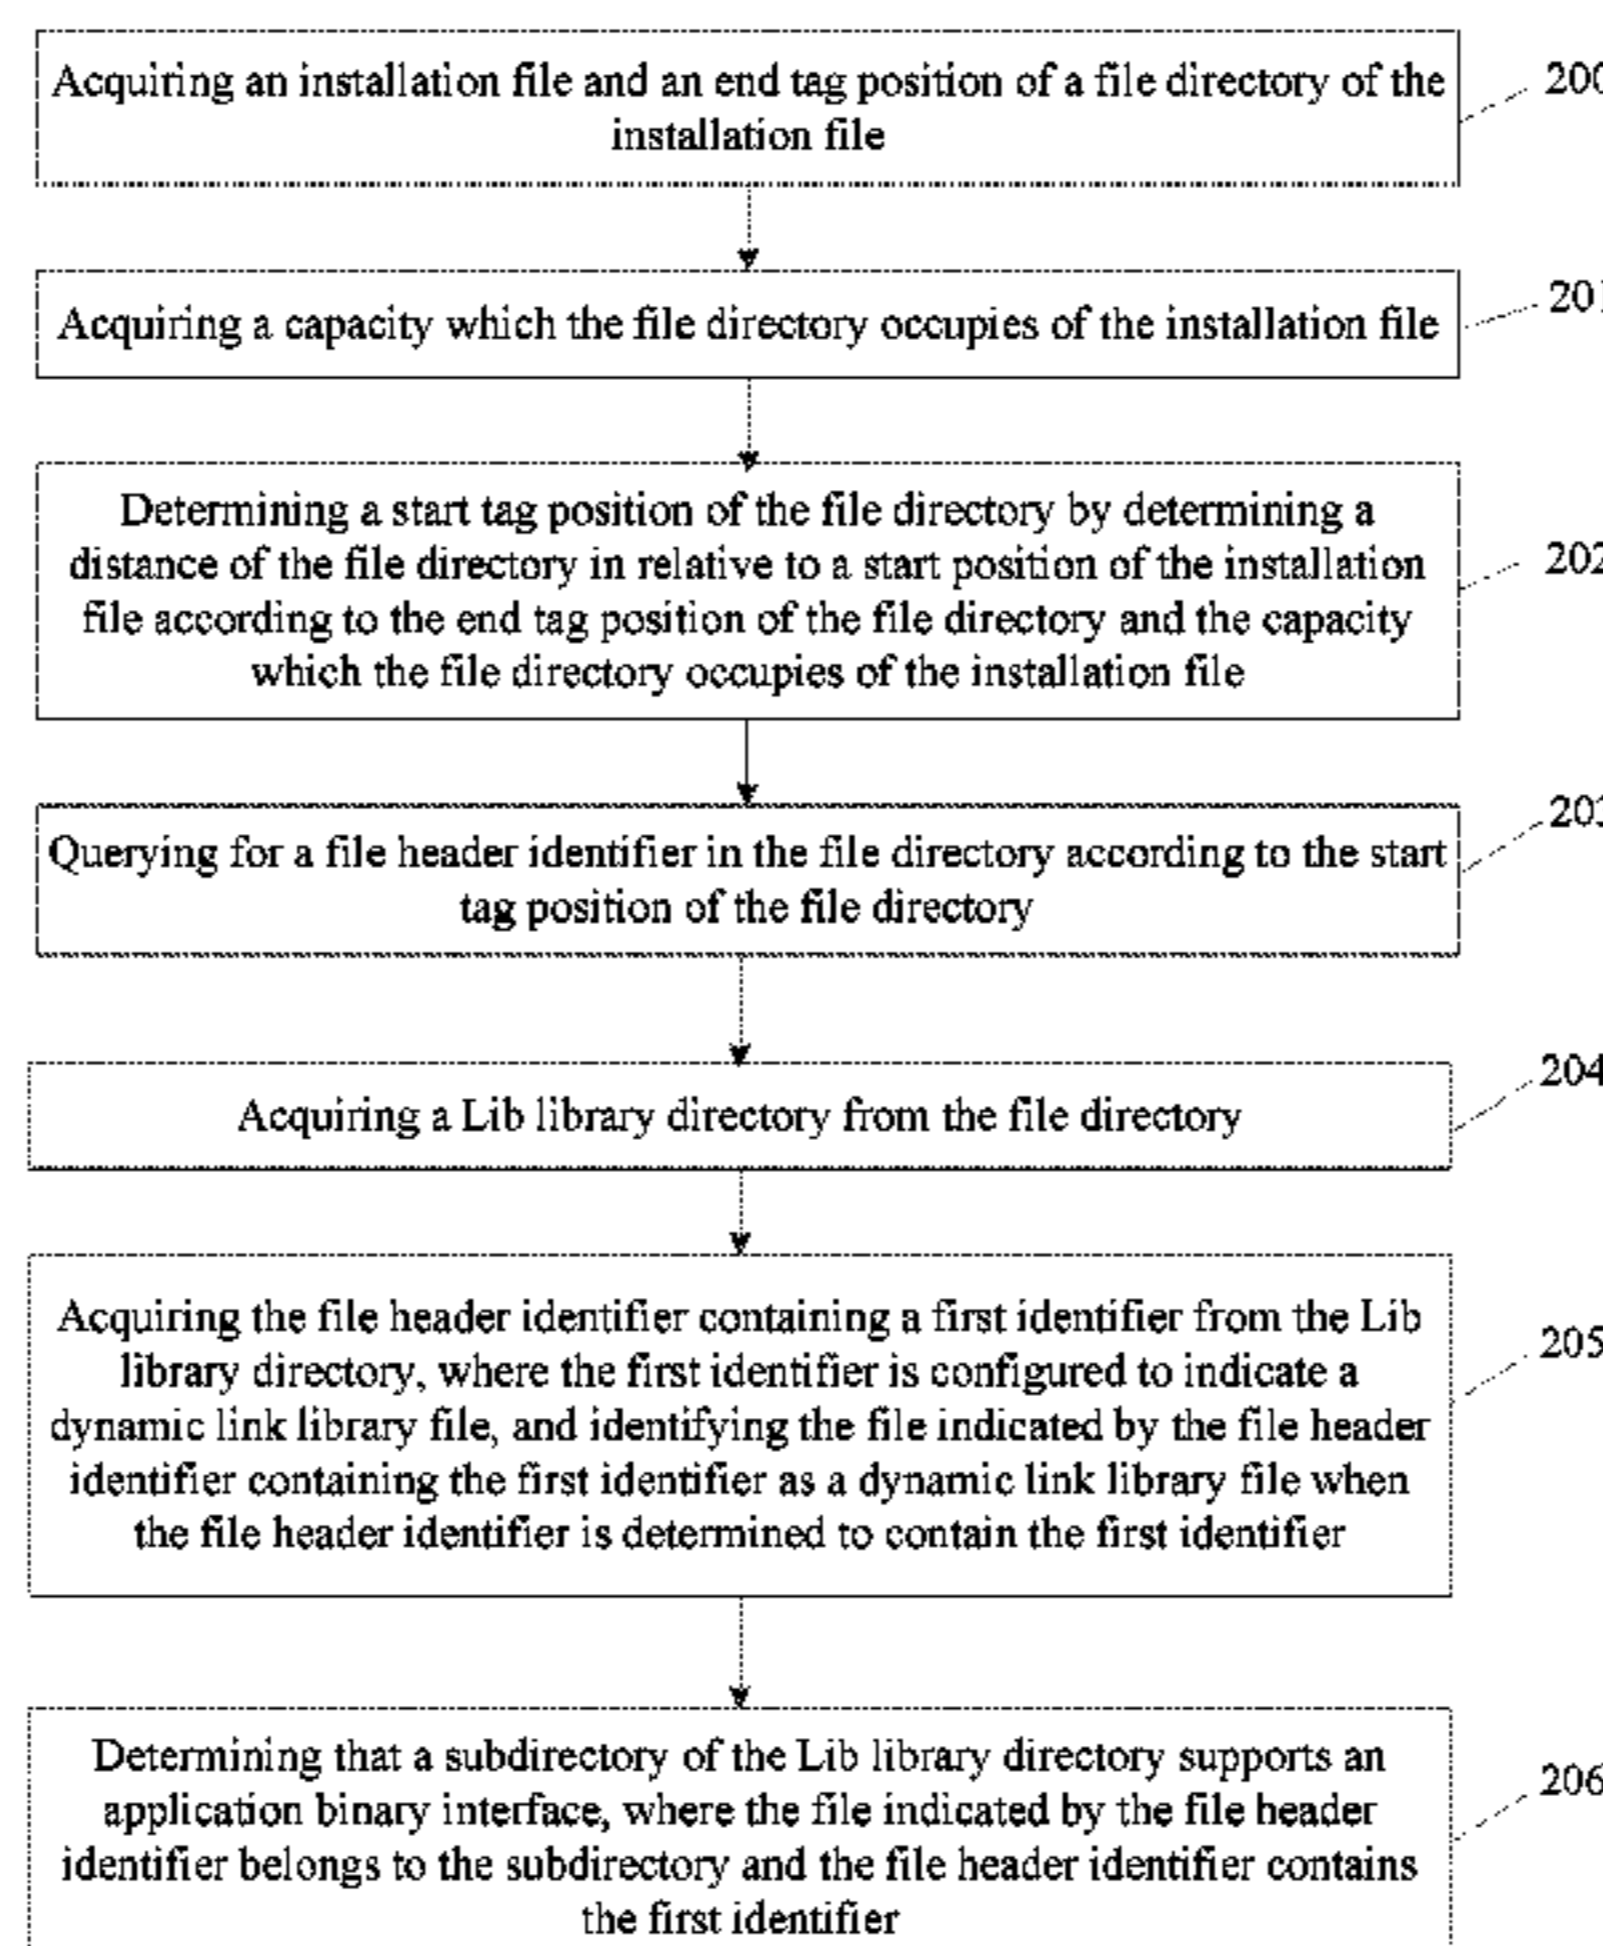 Acquiring an installation file and an end tag position of a file directory of the
installation file
200
Acquiring a capacity which the file directory occupies of the installation file
201
Determining a start tag position of the file directory by determining a
distance of the file directory in relative to a start position of the installation
file according to the end tag position of the file directory and the capacity
which the file directory occupies of the installation file
202
Querying for a file header identifier in the file directory according to the start
tag position of the file directory
203
Acquiring a Lib library directory from the file directory
204
Acquiring the file header identifier containing a first identifier from the Lib
library directory, where the first identifier is configured to indicate a
dynamic link library file, and identifying the file indicated by the file header
identifier containing the first identifier as a dynamic link library file when
the file header identifier is determined to contain the first identifier
205
Determining that a subdirectory of the Lib library directory supports an
application binary interface, where the file indicated by the file header
identifier belongs to the subdirectory and the file header identifier contains
the first identifier
206